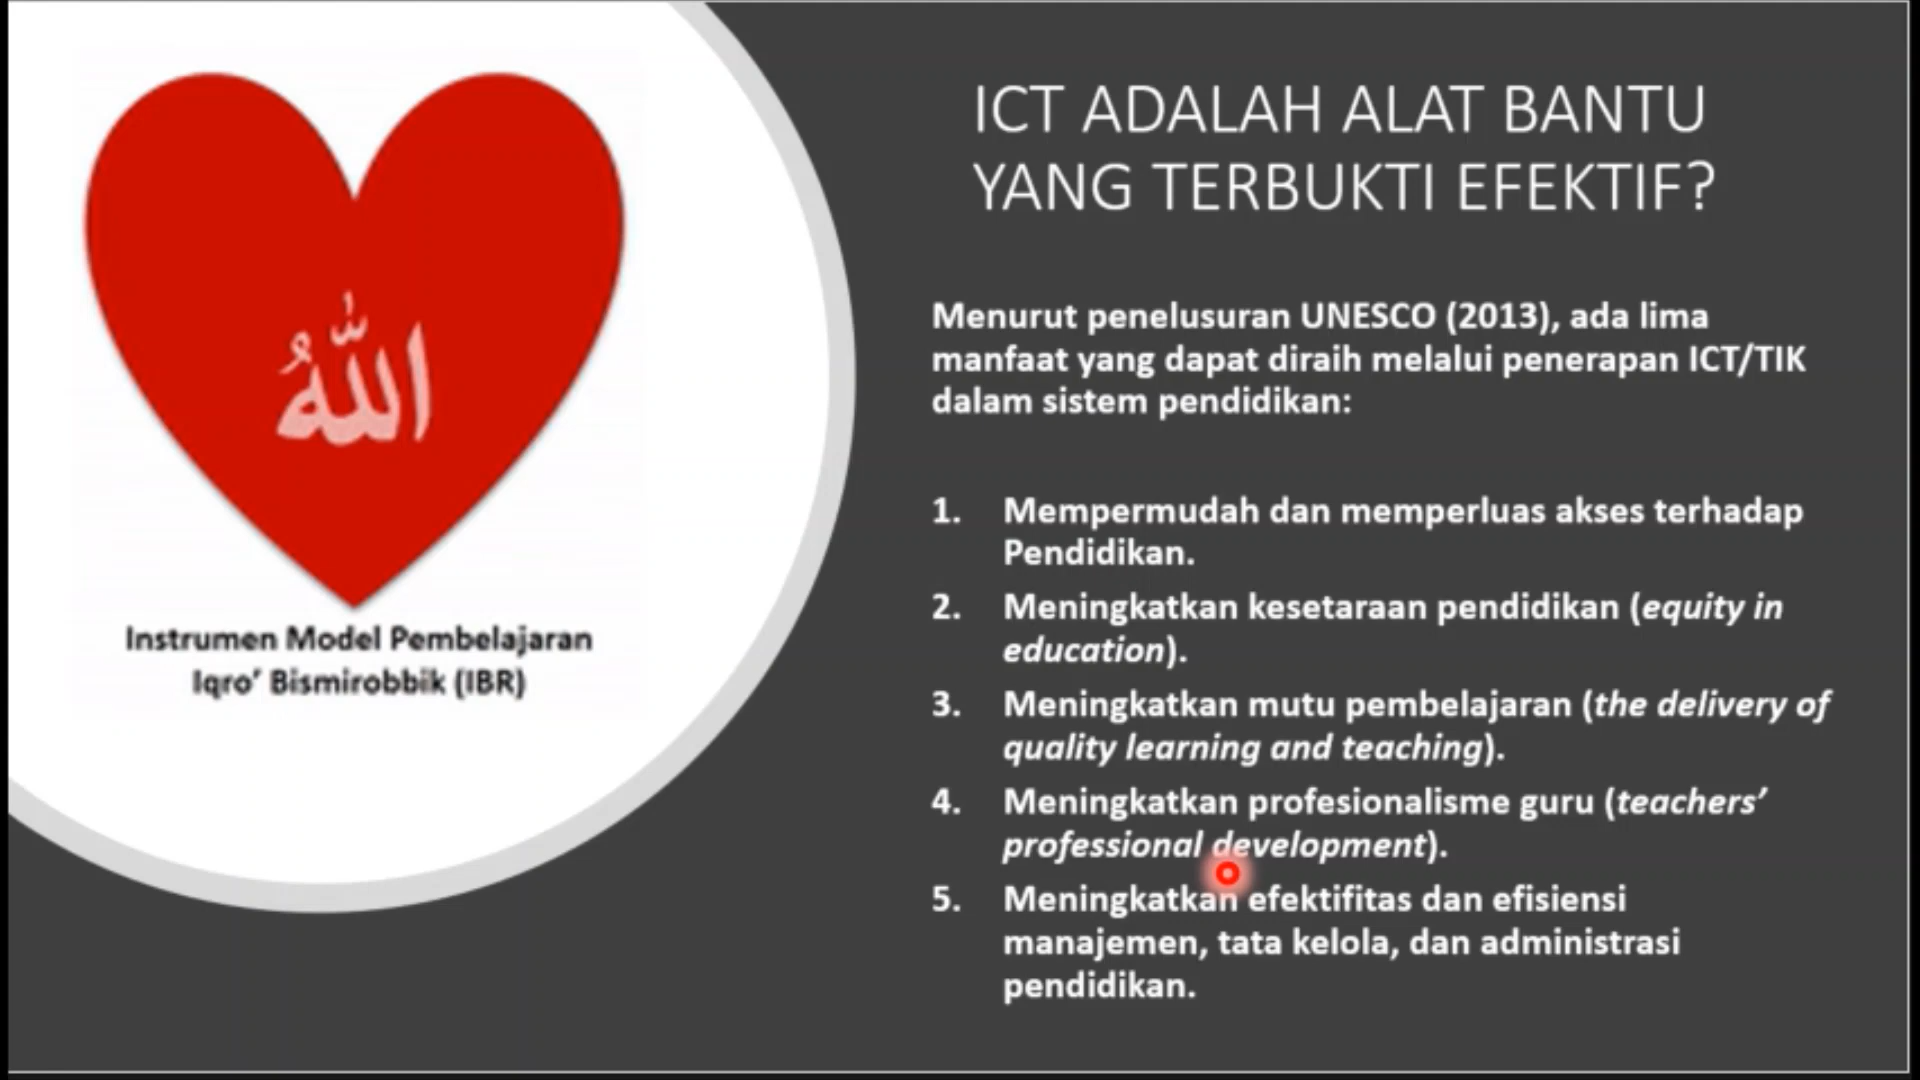 اللّٰهُ
Instrumen Model Pembelajaran
Iqro’ Bismirobbik (IBR)
ICT ADALAH ALAT BANTU
YANG TERBUKTI EFEKTIF?
Menurut penelusuran UNESCO (2013), ada lima
manfaat yang dapat diraih melalui penerapan ICT/TIK
dalam sistem pendidikan:
1. Mempermudah dan memperluas akses terhadap
Pendidikan.
2. Meningkatkan kesetaraan pendidikan (equity in
education).
3. Meningkatkan mutu pembelajaran (the delivery of
quality learning and teaching).
4. Meningkatkan profesionalisme guru (teachers’
professional development).
5. Meningkatkan efektifitas dan efisiensi
manajemen, tata kelola, dan administrasi
pendidikan.